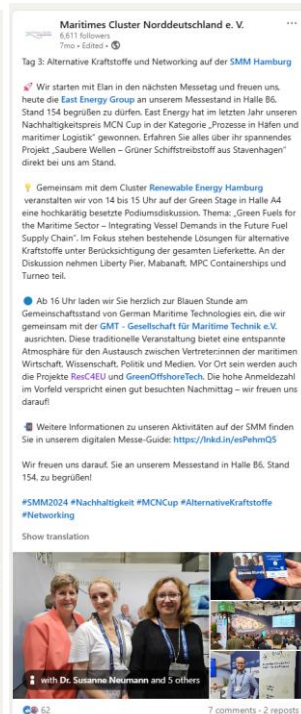 Maritimes Cluster Norddeutschland e. V.
6,611 followers
7mo • Edited •
Tag 3: Alternative Kraftstoffe und Networking auf der SMM Hamburg
🚀 Wir starten mit Elan in den nächsten Messetag und freuen uns,
heute die East Energy Group an unserem Messestand in Halle B6,
Stand 154 begrüßen zu dürfen. East Energy hat im letzten Jahr unseren
Nachhaltigkeitspreis MCN Cup in der Kategorie „Prozesse in Häfen und
maritimer Logistik" gewonnen. Erfahren Sie alles über ihr spannendes
Projekt „Saubere Wellen – Grüner Schiffstreibstoff aus Stavenhagen"
direkt bei uns am Stand.
💡 Gemeinsam mit dem Cluster Renewable Energy Hamburg
veranstalten wir von 14 bis 15 Uhr auf der Green Stage in Halle A4
eine hochkarätig besetzte Podiumsdiskussion. Thema: „Green Fuels for
the Maritime Sector – Integrating Vessel Demands in the Future Fuel
Supply Chain". Im Fokus stehen bestehende Lösungen für alternative
Kraftstoffe unter Berücksichtigung der gesamten Lieferkette. An der
Diskussion nehmen Liberty Pier, Mabanaft, MPC Containerships und
Turneo teil.
🔵 Ab 16 Uhr laden wir Sie herzlich zur Blauen Stunde am
Gemeinschaftsstand von German Maritime Technologies ein, die wir
gemeinsam mit der GMT - Gesellschaft für Maritime Technik e.V.
ausrichten. Diese traditionelle Veranstaltung bietet eine entspannte
Atmosphäre für den Austausch zwischen Vertreter:innen der maritimen
Wirtschaft, Wissenschaft, Politik und Medien. Vor Ort sein werden auch
die Projekte ResC4EU und GreenOffshoreTech. Die hohe Anmeldezahl
im Vorfeld verspricht einen gut besuchten Nachmittag – wir freuen uns
darauf!
📲 Weitere Informationen zu unseren Aktivitäten auf der SMM finden
Sie in unserem digitalen Messe-Guide: https://lnkd.in/esPehmQS
Wir freuen uns darauf, Sie an unserem Messestand in Halle B6, Stand
154, zu begrüßen!
#SMM2024 #Nachhaltigkeit #MCNCup #AlternativeKraftstoffe
#Networking
Show translation
with Dr. Susanne Neumann and 5 others
62
7 comments • 2 reposts